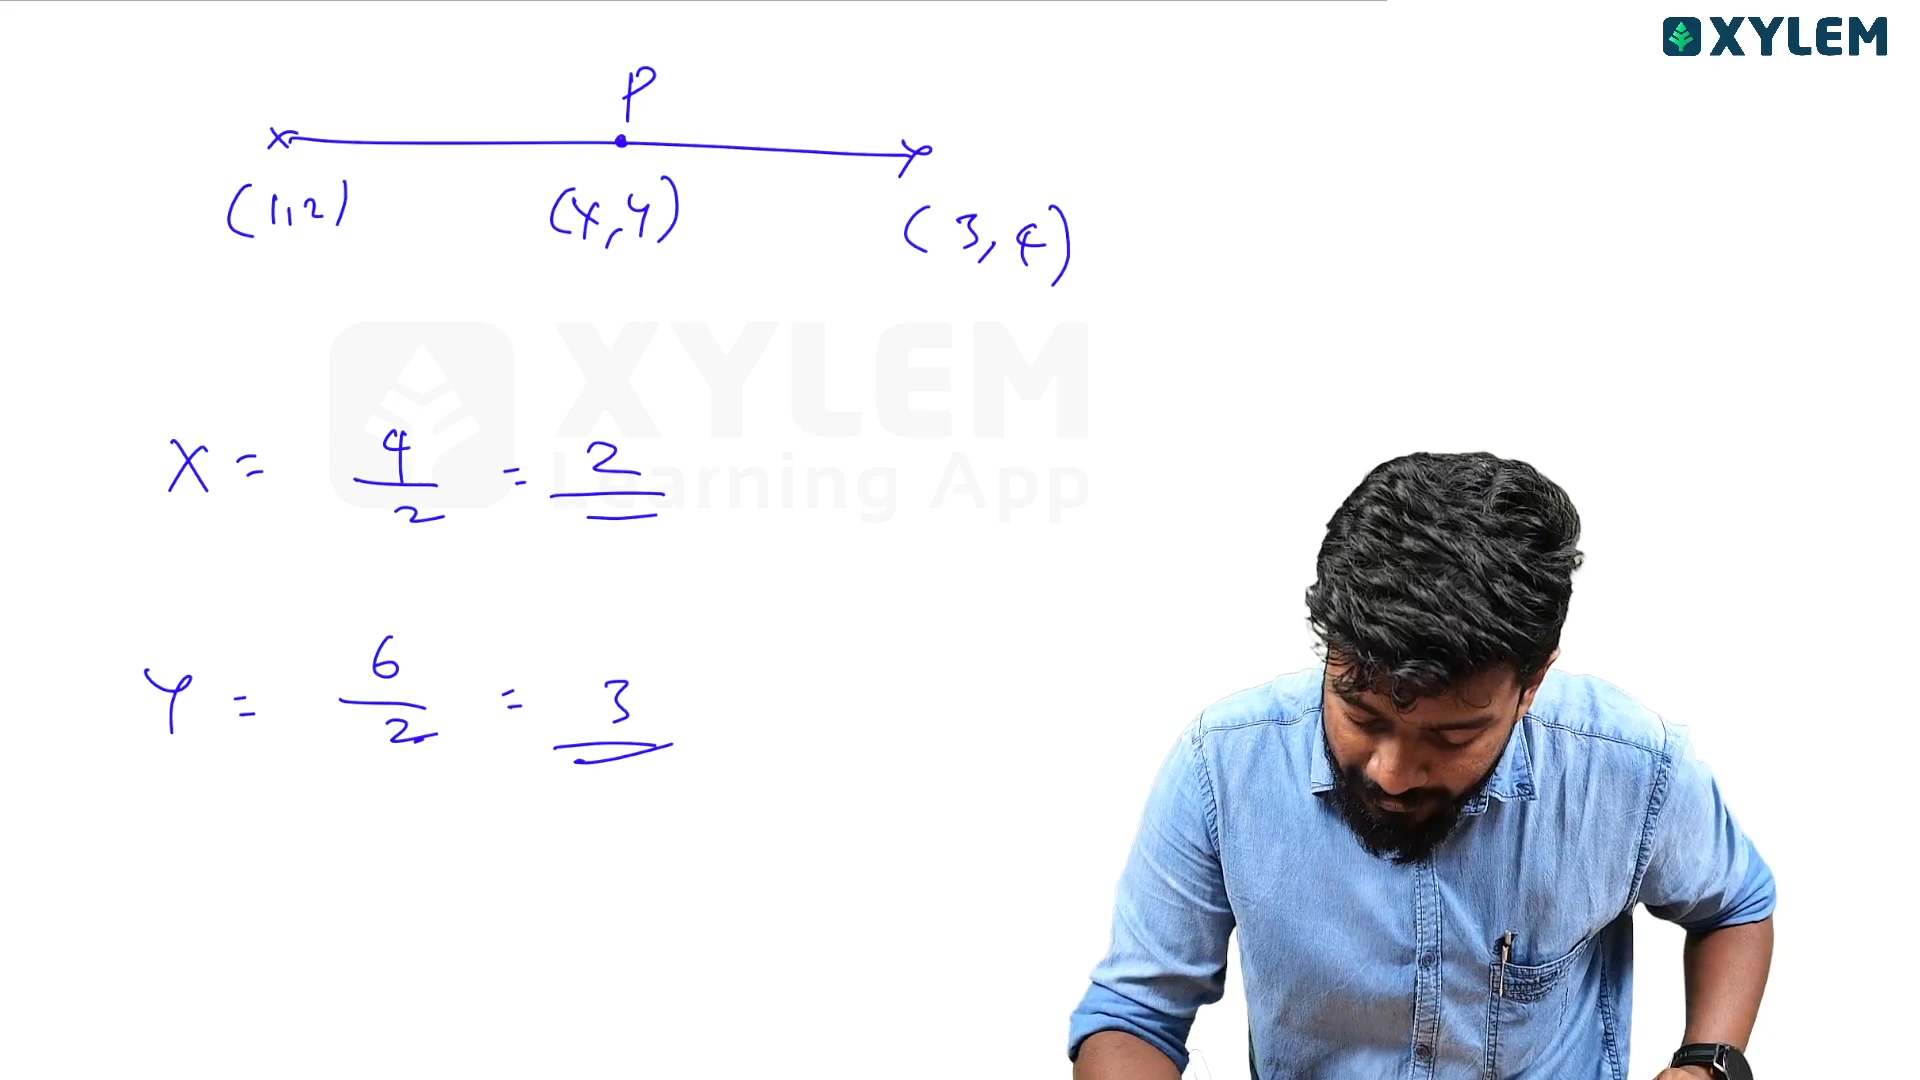 XYLEM
P
X Y
(1,2) (x,y) (3,4)
XYLEM
Learning App
X = 4/2 = 2
Y = 6/2 = 3